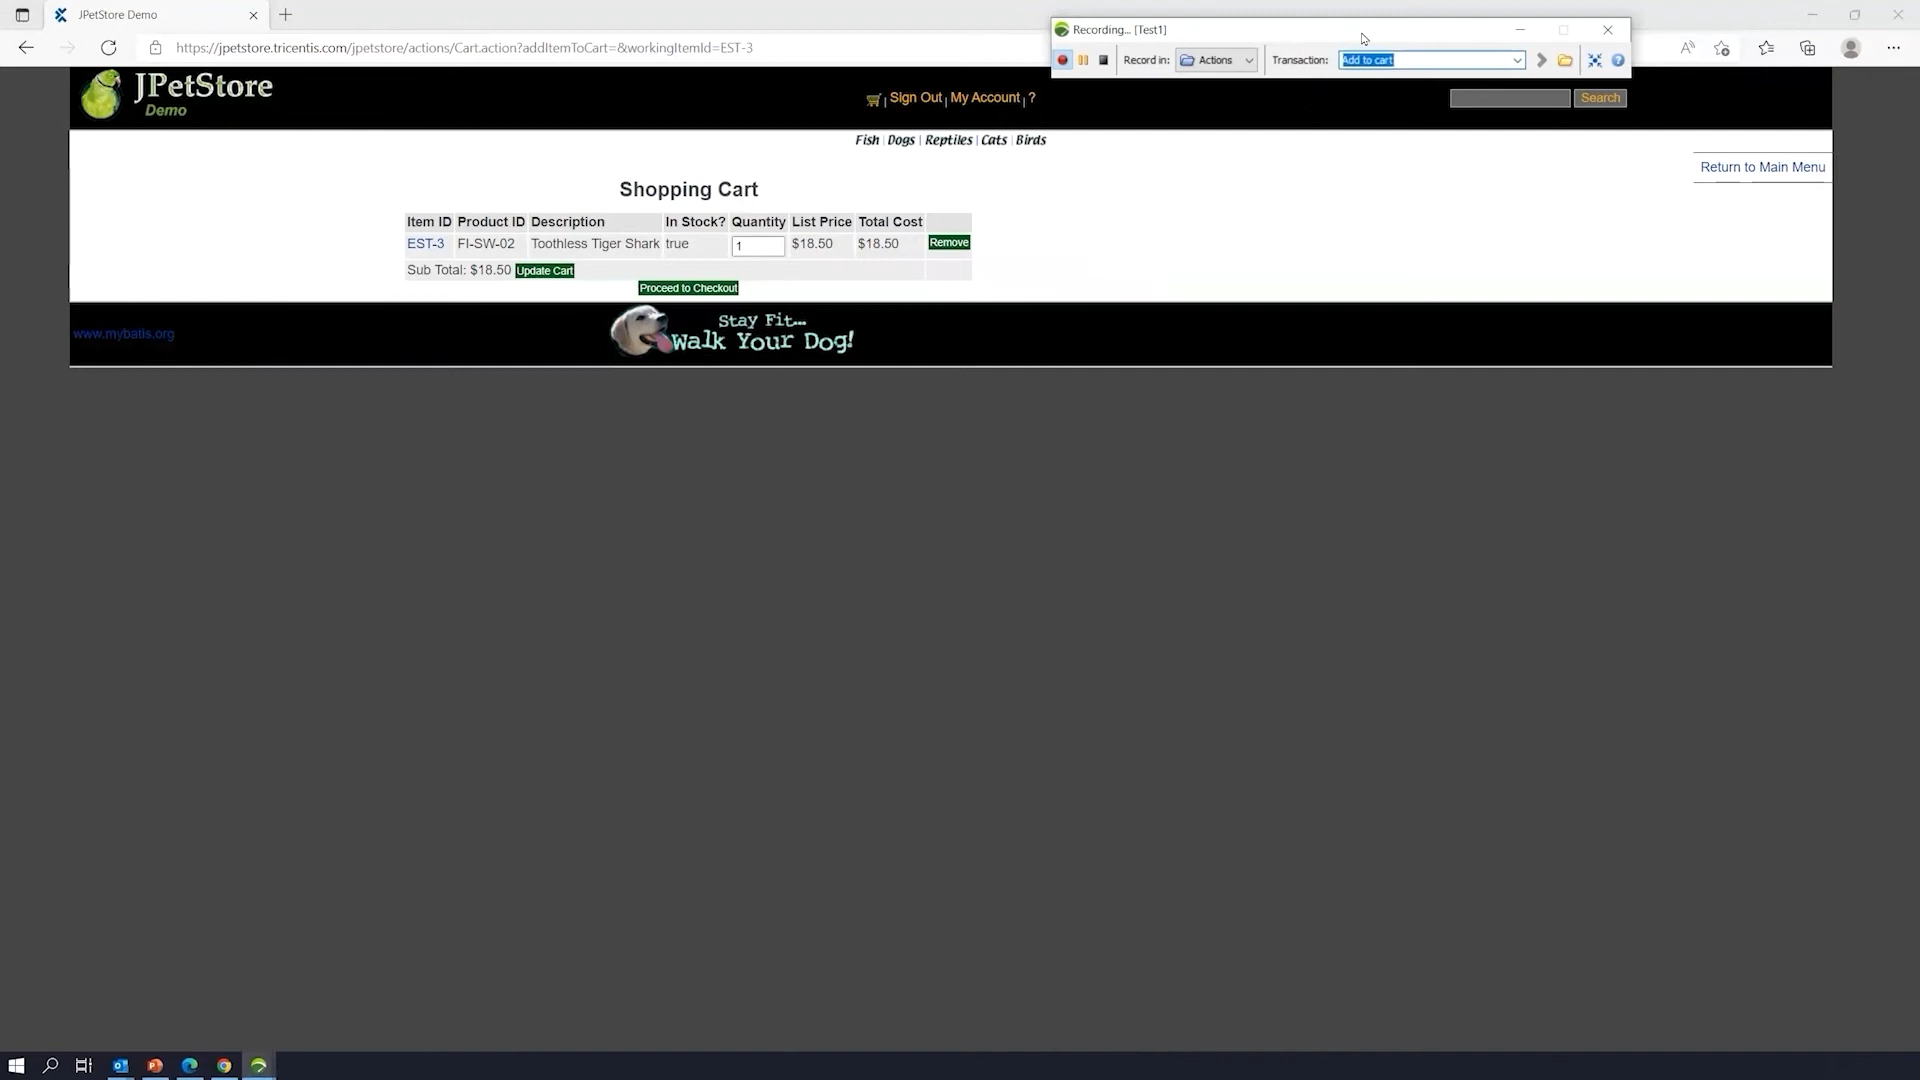 JPetStore Demo
https://jpetstore.tricentis.com/jpetstore/actions/Cart.action?addItemToCart=&workingItemId=EST-3
Recording... [Test1]
Record in: Actions Transaction: Add to cart
JPetStore
Demo
Sign Out My Account ?
Search
Fish Dogs Reptiles Cats Birds
Return to Main Menu
Shopping Cart
Item ID Product ID Description In Stock? Quantity List Price Total Cost
EST-3 FI-SW-02 Toothless Tiger Shark true 1 $18.50 $18.50 Remove
Sub Total: $18.50 Update Cart
Proceed to Checkout
www.mybatis.org
Stay Fit...
Walk Your Dog!